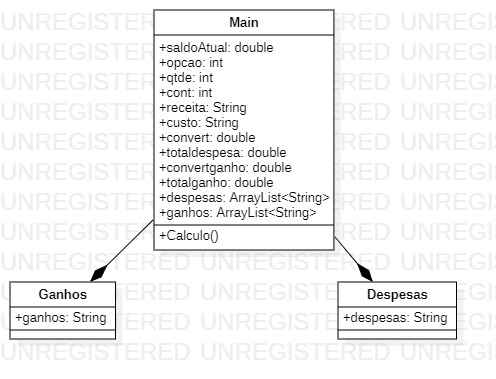 Main
+saldoAtual: double
+opcao: int
+qtde: int
+cont: int
+receita: String
+custo: String
+convert: double
+totaldespesa: double
+convertganho: double
+totalganho: double
+despesas: ArrayList<String>
+ganhos: ArrayList<String>
+Calculo()
Ganhos
+ganhos: String
Despesas
+despesas: String
UNREGISTERED UNREGISTERED UNREGISTERED